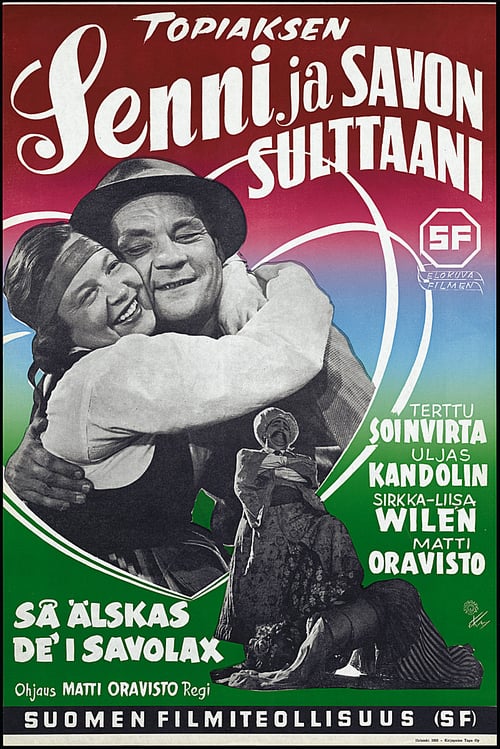 TOPIAKSEN
Senni ja SAVON
SULTTAANI
SF
ELOKUVA
FILMEN
TERTTU
SOINVIRTA
ULJAS
KANDOLIN
SIRKKA-LIISA
WILEN
MATTI
ORAVISTO
SÅ ÄLSKAS
DE' I SAVOLAX
Ohjaus MATTI ORAVISTO Regi
SUOMEN FILMITEOLLISUUS (SF)